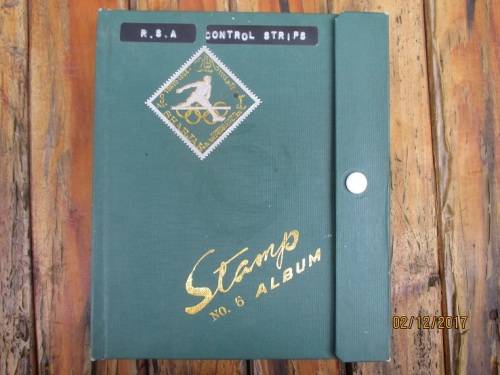 R.S.A
CONTROL STRIPS
Stamp
NO. 6 ALBUM
02/12/2017